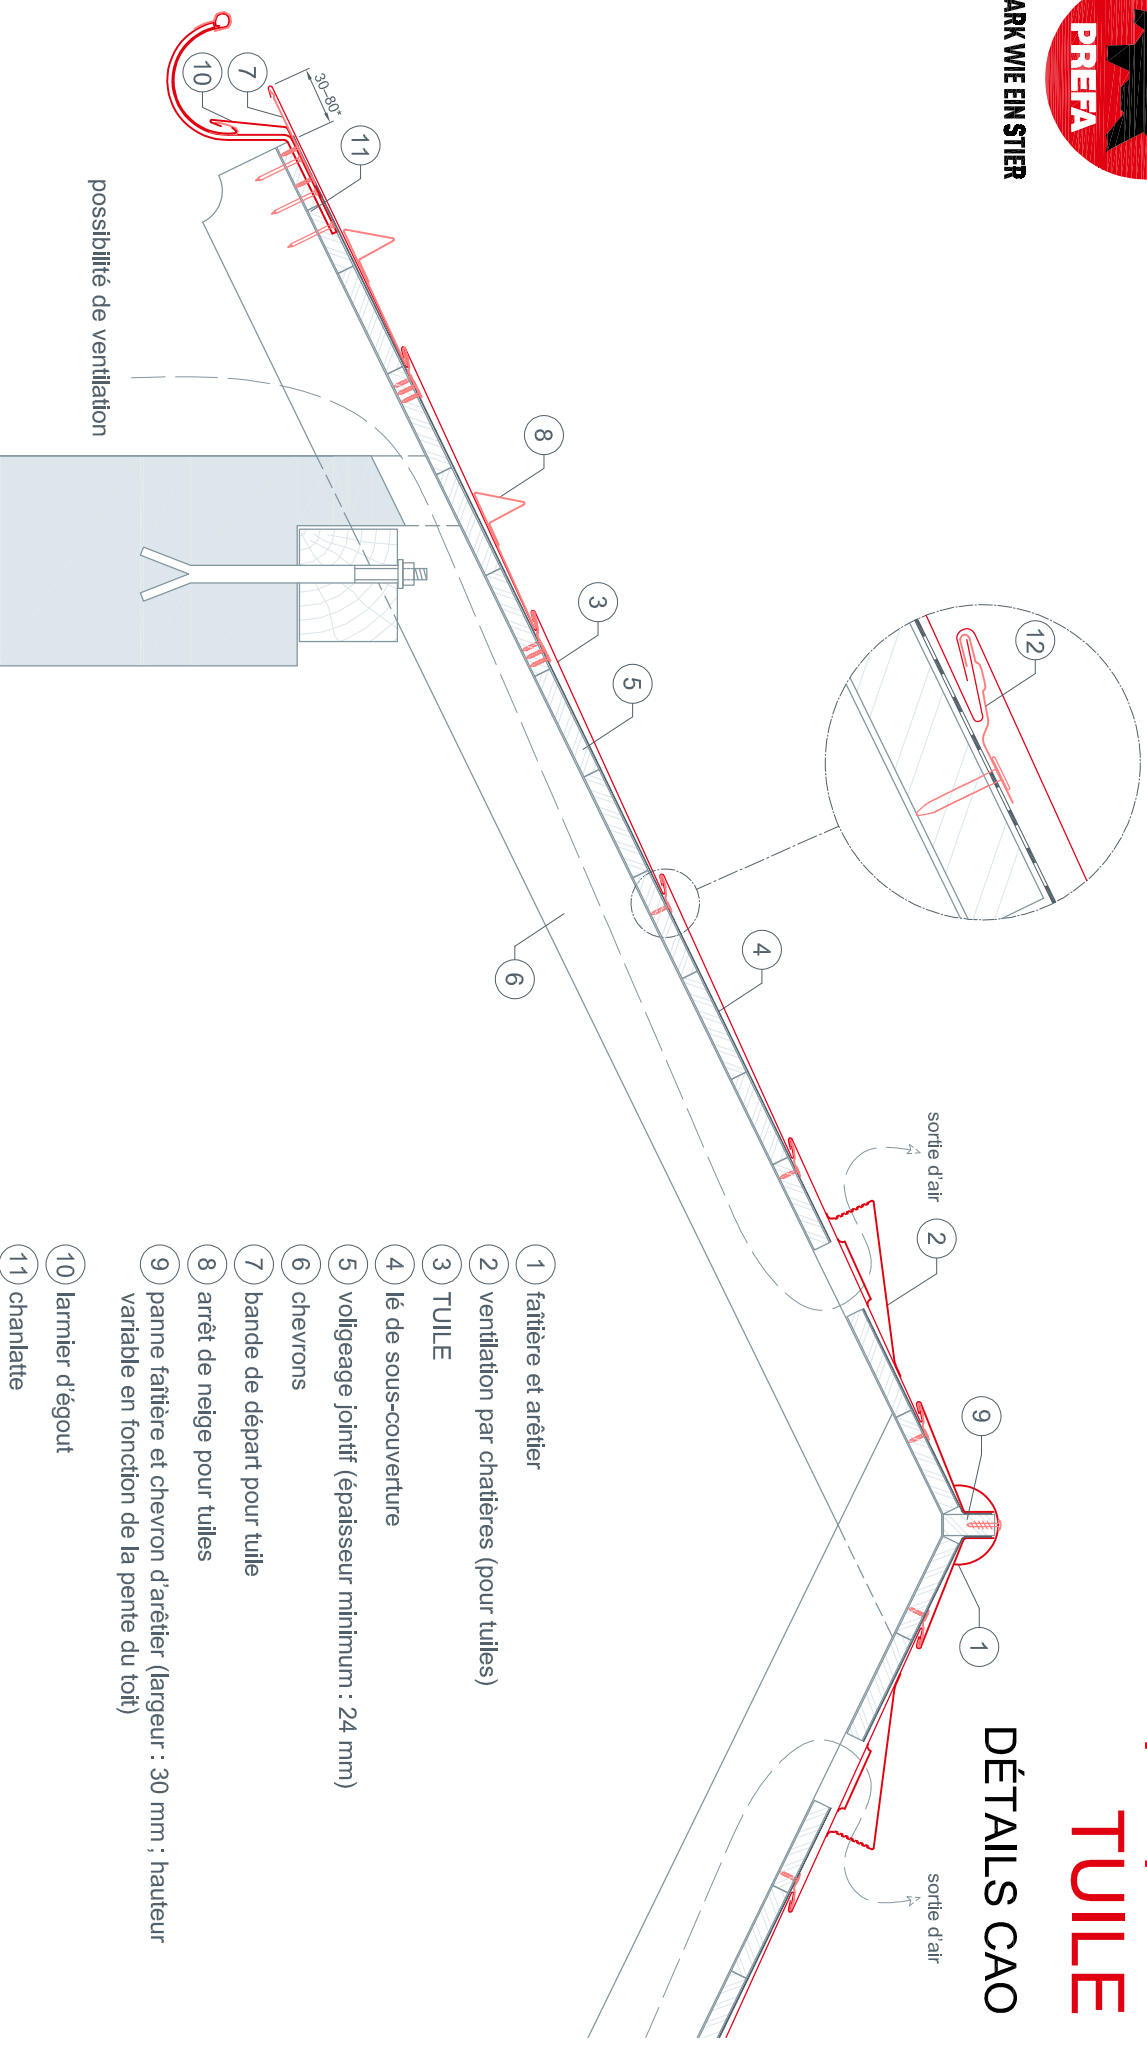 PREFA
ARK WIE EIN STIER
TUILE
DÉTAILS CAO
12
sortie d'air
2
9
1
sortie d'air
4
8
3
5
6
30–80*
11
7
10
possibilité de ventilation
1 faîtière et arêtier
2 ventilation par chatières (pour tuiles)
3 TUILE
4 lé de sous-couverture
5 voligeage jointif (épaisseur minimum : 24 mm)
6 chevrons
7 bande de départ pour tuile
8 arrêt de neige pour tuiles
9 panne faîtière et chevron d'arêtier (largeur : 30 mm ; hauteur
variable en fonction de la pente du toit)
10 larmier d'égout
11 chanlatte